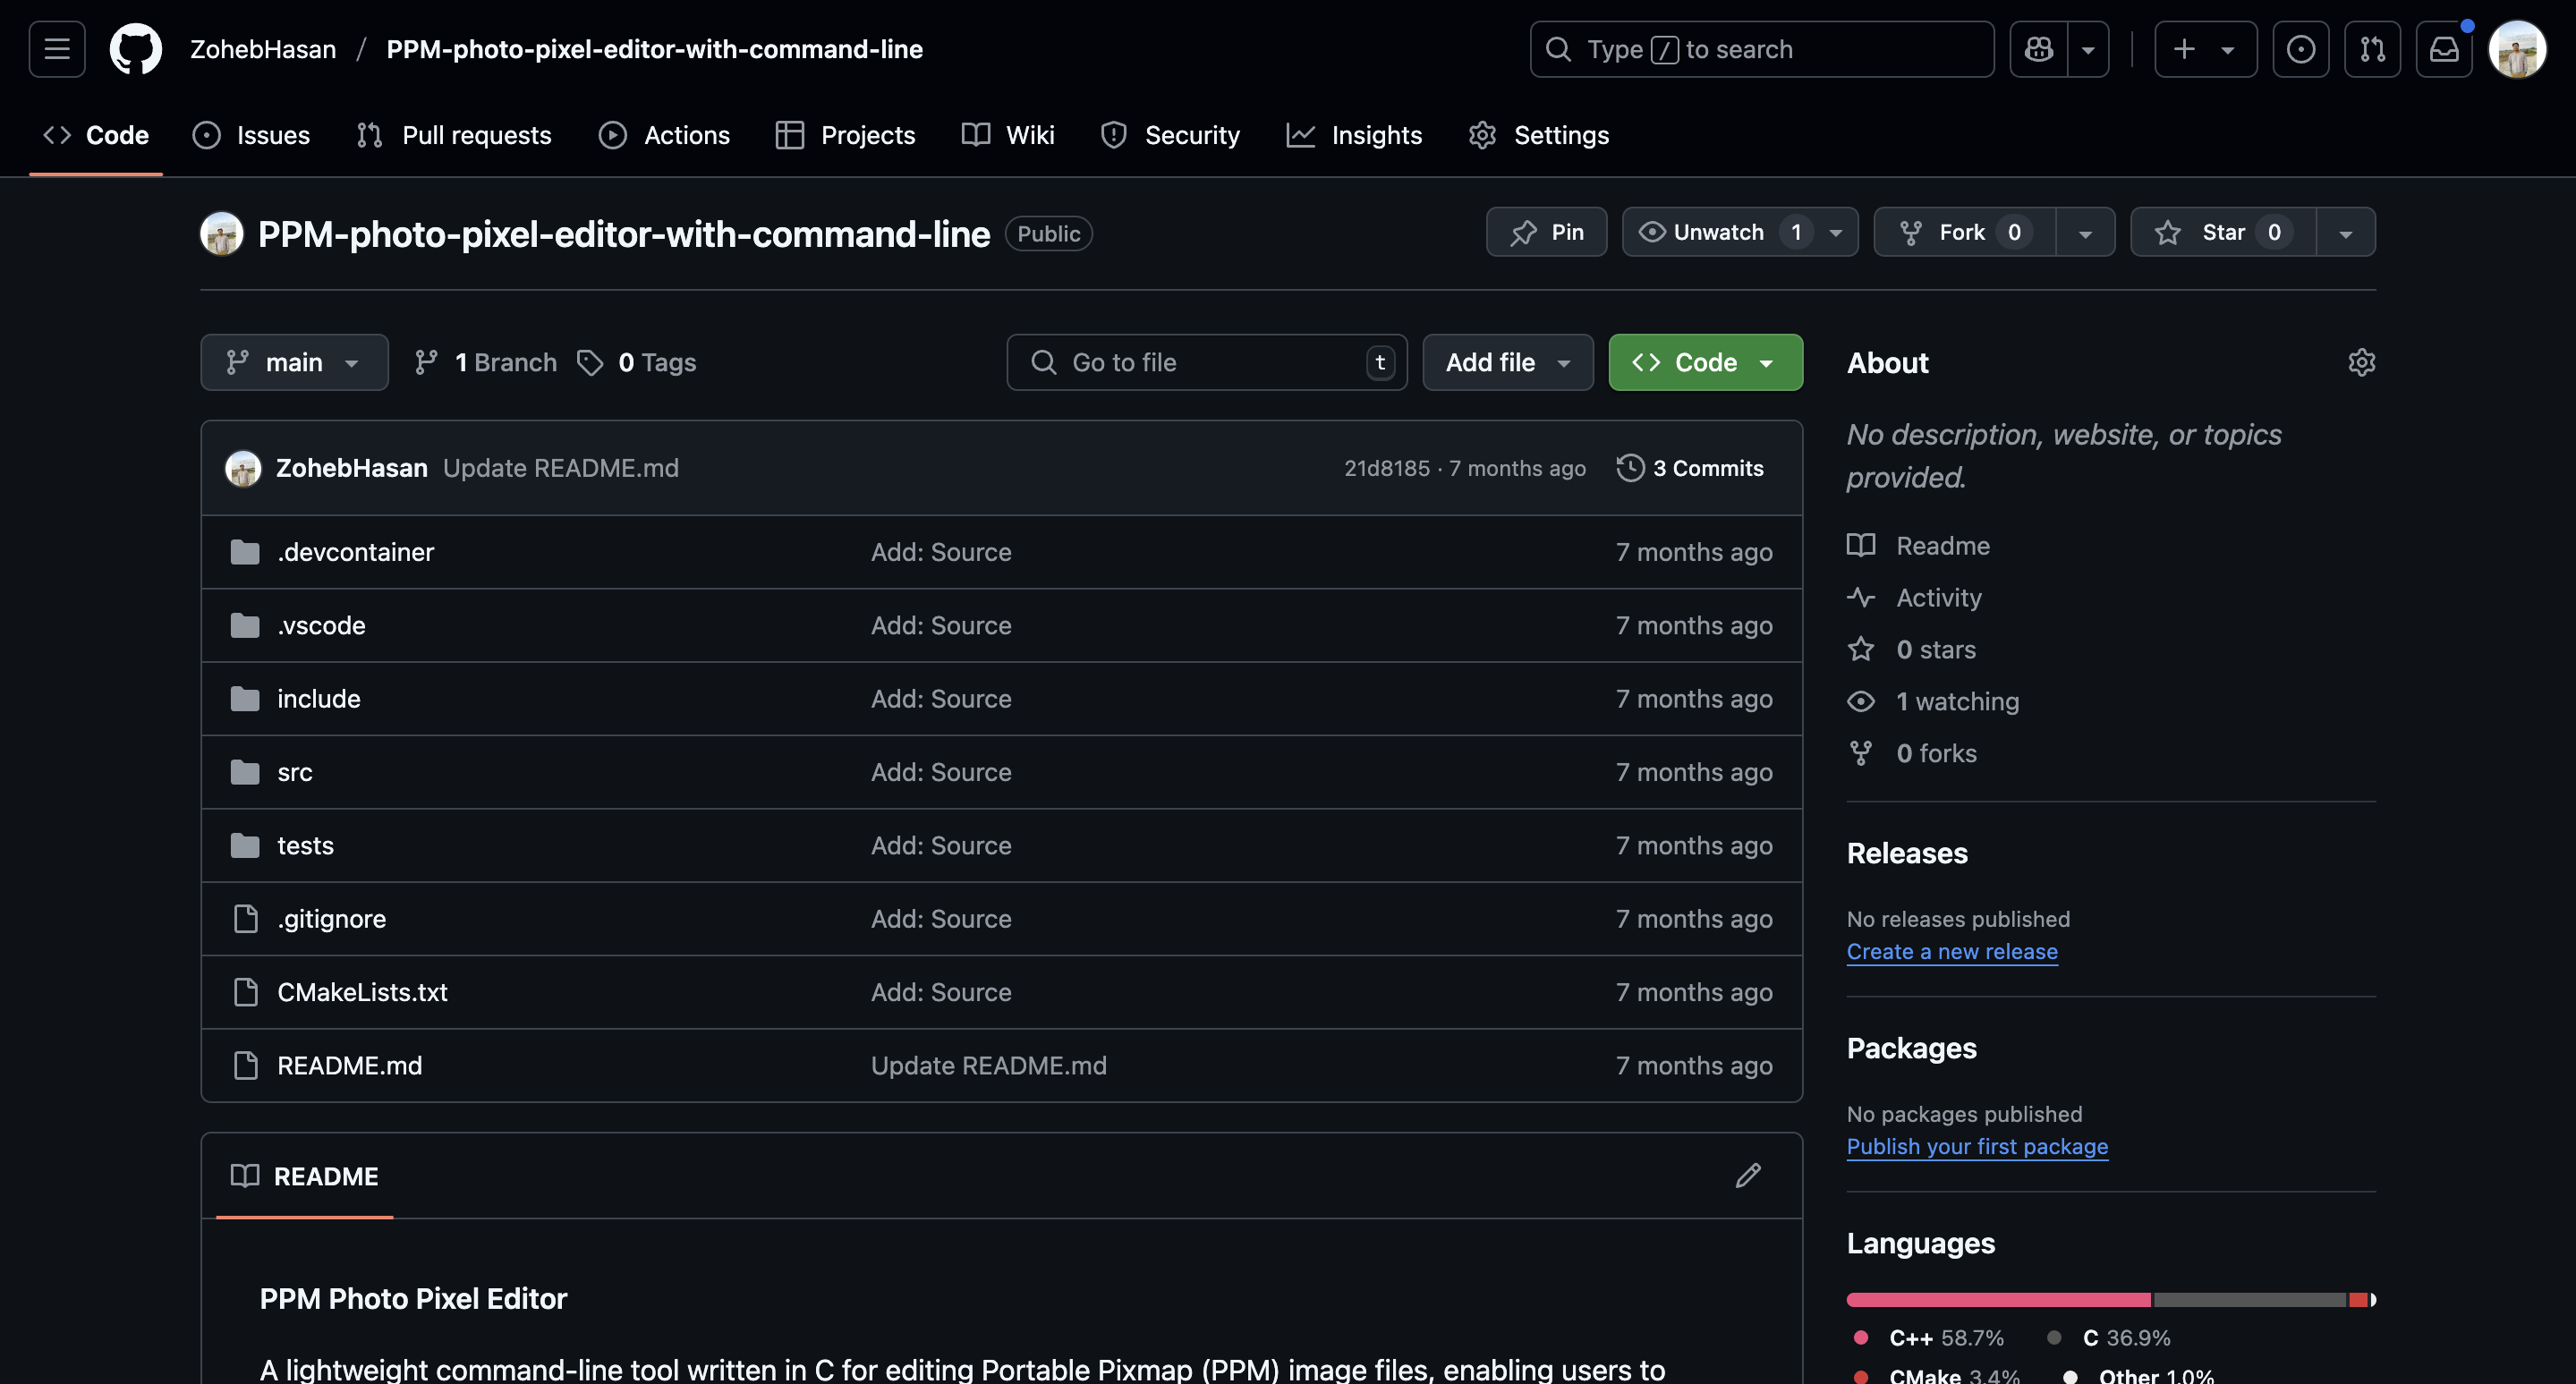 ZohebHasan / PPM-photo-pixel-editor-with-command-line
Type / to search
Code
Issues
Pull requests
Actions
Projects
Wiki
Security
Insights
Settings
PPM-photo-pixel-editor-with-command-line Public
Pin
Unwatch 1
Fork 0
Star 0
main
1 Branch
0 Tags
Go to file t
Add file
Code
ZohebHasan Update README.md 21d8185 · 7 months ago 3 Commits
.devcontainer Add: Source 7 months ago
.vscode Add: Source 7 months ago
include Add: Source 7 months ago
src Add: Source 7 months ago
tests Add: Source 7 months ago
.gitignore Add: Source 7 months ago
CMakeLists.txt Add: Source 7 months ago
README.md Update README.md 7 months ago
README
PPM Photo Pixel Editor
A lightweight command-line tool written in C for editing Portable Pixmap (PPM) image files, enabling users to
About
No description, website, or topics
provided.
Readme
Activity
0 stars
1 watching
0 forks
Releases
No releases published
Create a new release
Packages
No packages published
Publish your first package
Languages
C++ 58.7% C 36.9%
CMake 3.4% Other 1.0%